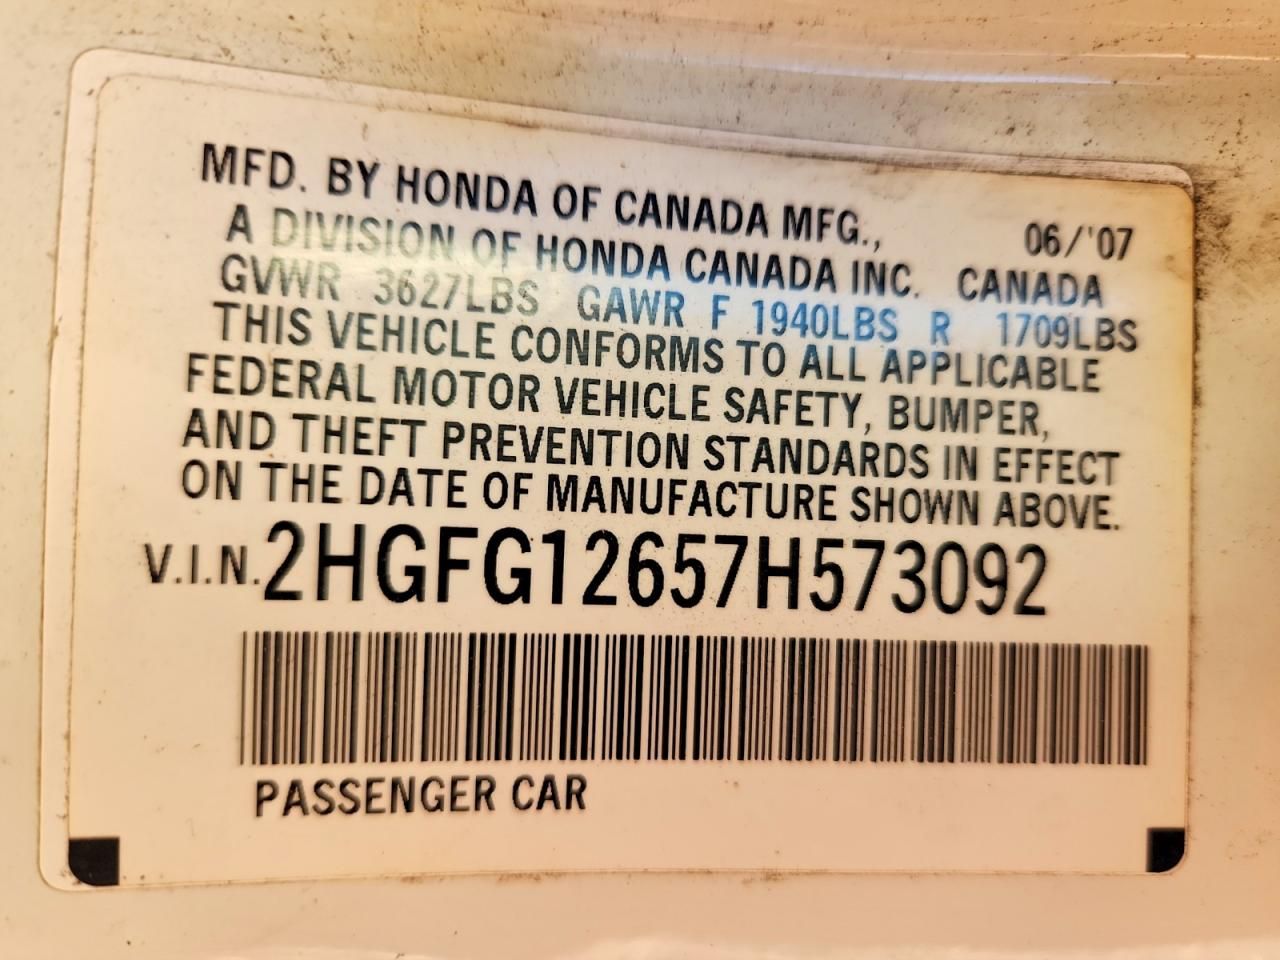 MFD. BY HONDA OF CANADA MFG., 06/'07
A DIVISION OF HONDA CANADA INC. CANADA
GVWR 3627LBS GAWR F 1940LBS R 1709LBS
THIS VEHICLE CONFORMS TO ALL APPLICABLE
FEDERAL MOTOR VEHICLE SAFETY, BUMPER,
AND THEFT PREVENTION STANDARDS IN EFFECT
ON THE DATE OF MANUFACTURE SHOWN ABOVE.
V.I.N. 2HGFG12657H573092
PASSENGER CAR